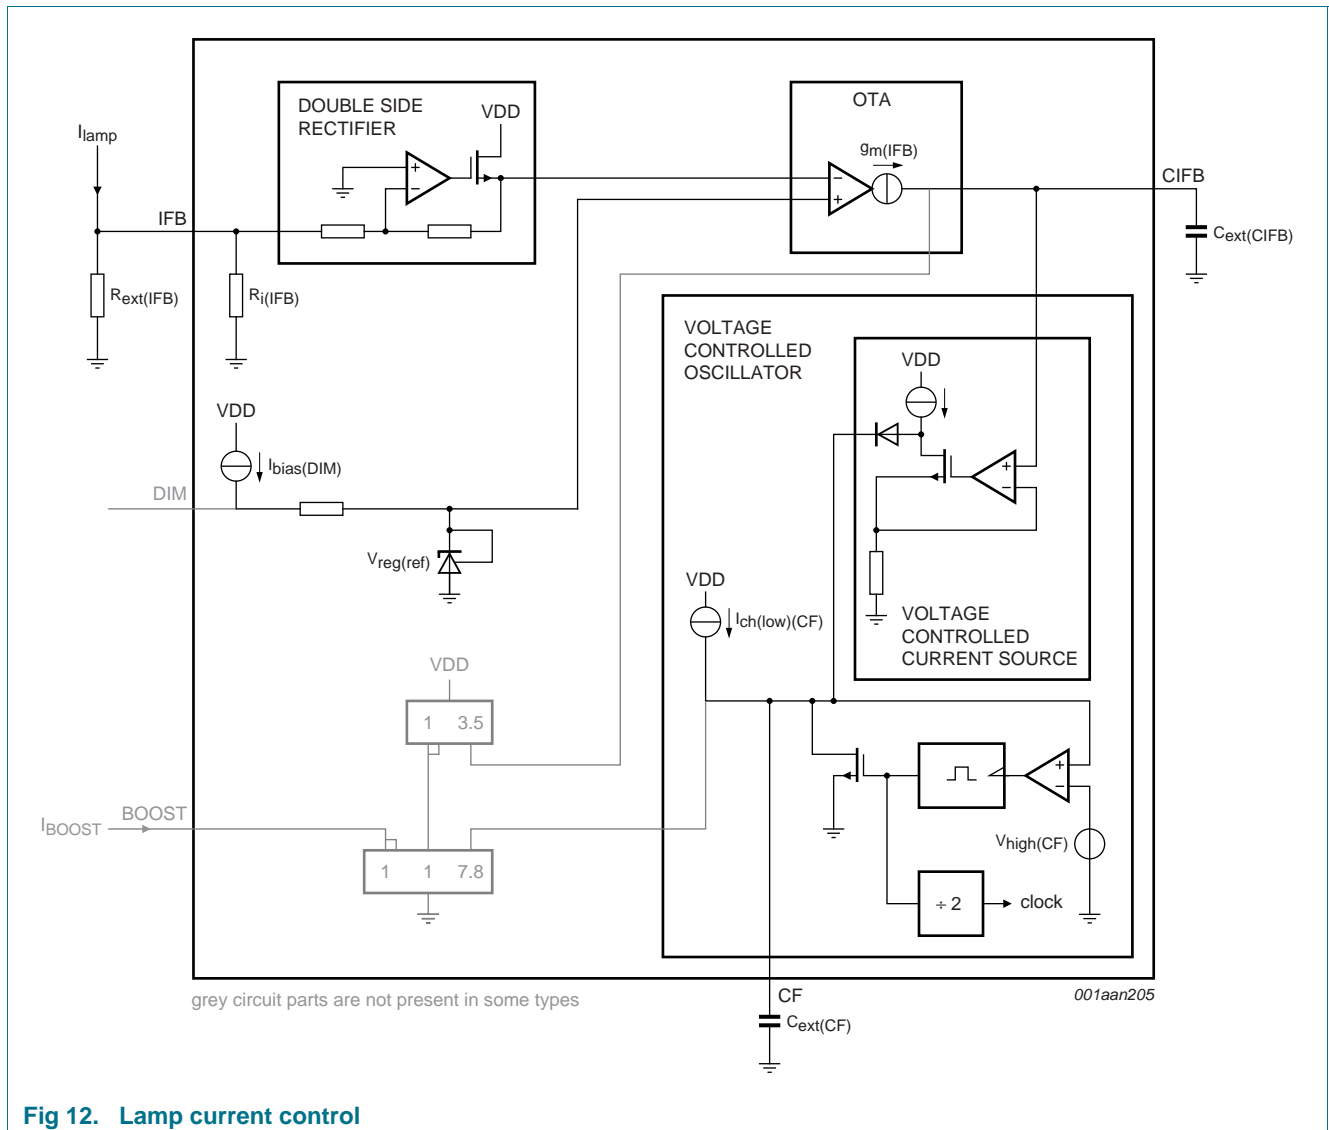 DOUBLE SIDE
RECTIFIER
VDD
+
−
OTA
gm(IFB)
−
+
Ilamp
IFB
CIFB
Cext(CIFB)
Rext(IFB)
Ri(IFB)
VOLTAGE
CONTROLLED
OSCILLATOR
VDD
+
−
VDD
Ibias(DIM)
DIM
Vreg(ref)
VDD
Ich(low)(CF)
VOLTAGE
CONTROLLED
CURRENT SOURCE
VDD
1 3.5
+
−
IBOOST
BOOST
1 1 7.8
Vhigh(CF)
÷ 2
clock
grey circuit parts are not present in some types
CF
001aan205
Cext(CF)
Fig 12. Lamp current control